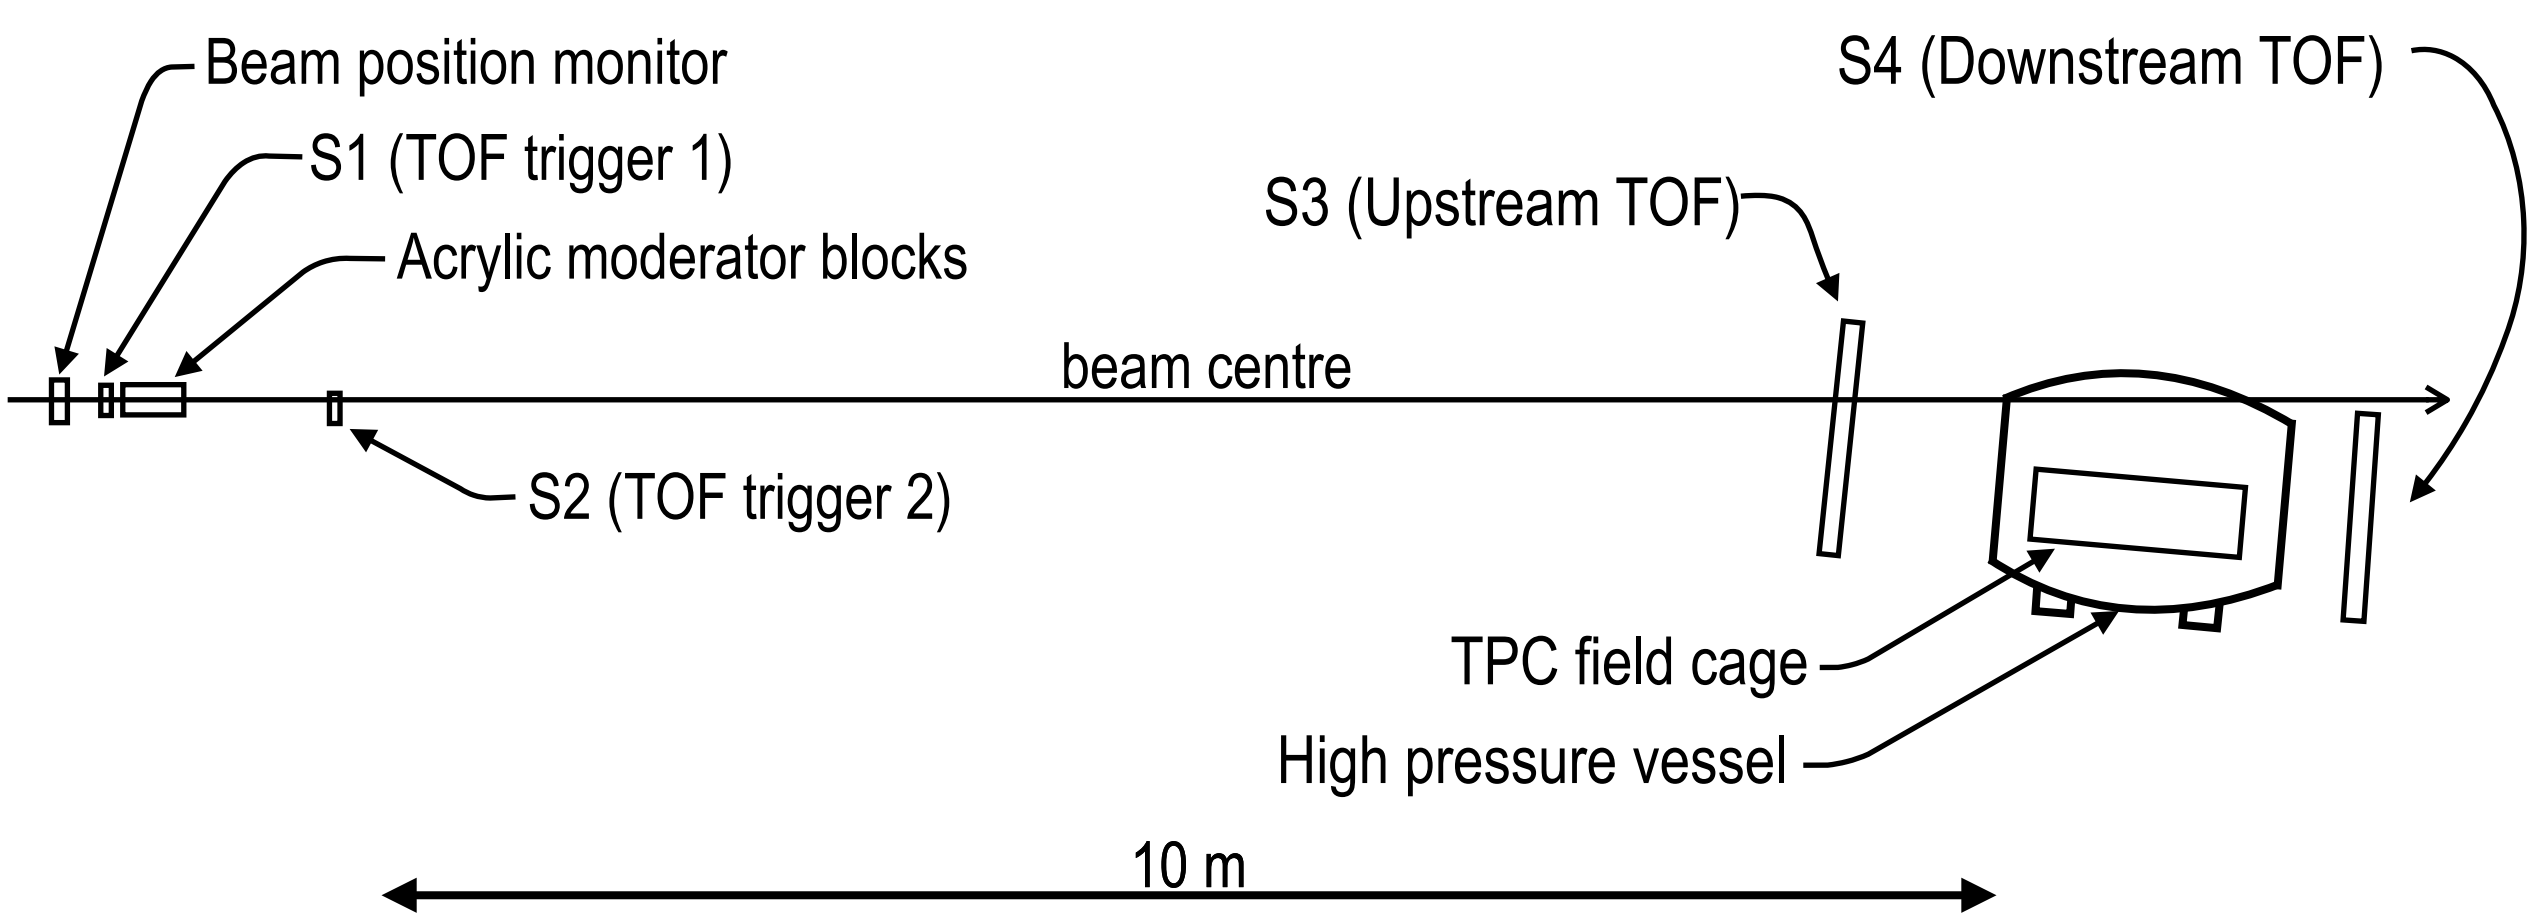 Beam position monitor
S4 (Downstream TOF)
S1 (TOF trigger 1)
S3 (Upstream TOF)
Acrylic moderator blocks
beam centre
S2 (TOF trigger 2)
TPC field cage
High pressure vessel
10 m